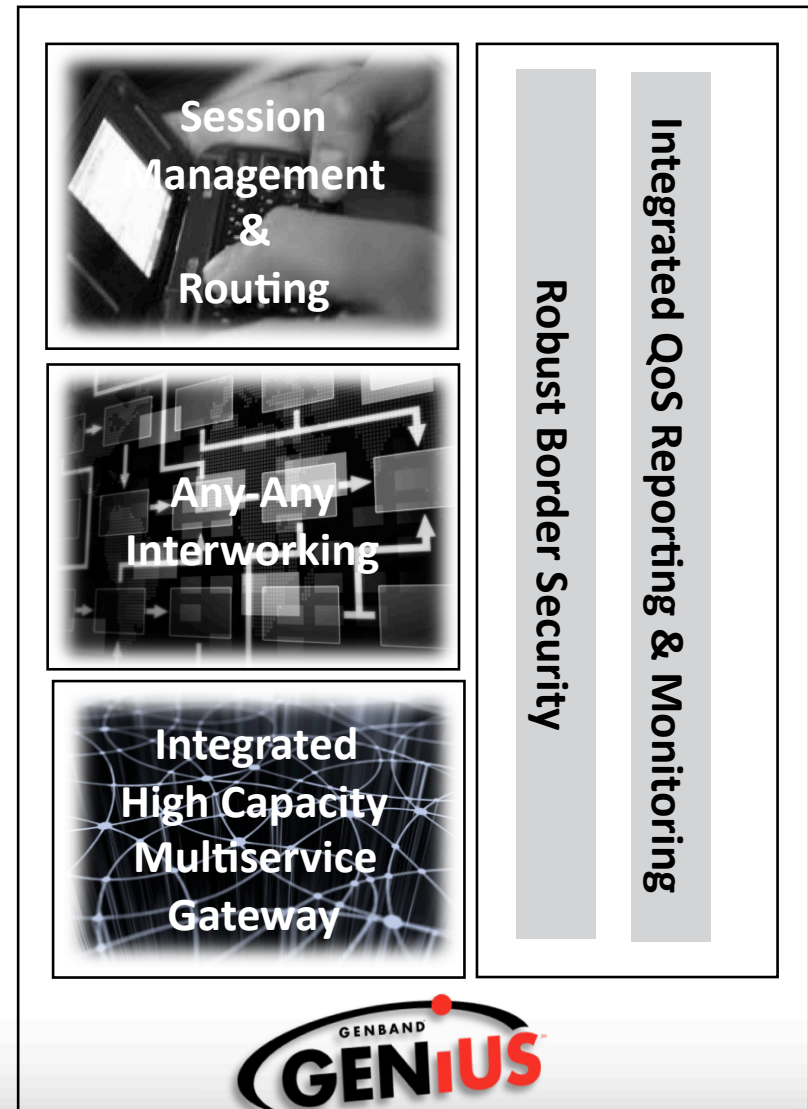 Session
Management
&
Routing
Any-Any
Interworking
Integrated
High Capacity
Multiservice
Gateway
Robust Border Security
Integrated QoS Reporting & Monitoring
GENBAND
GENiUS